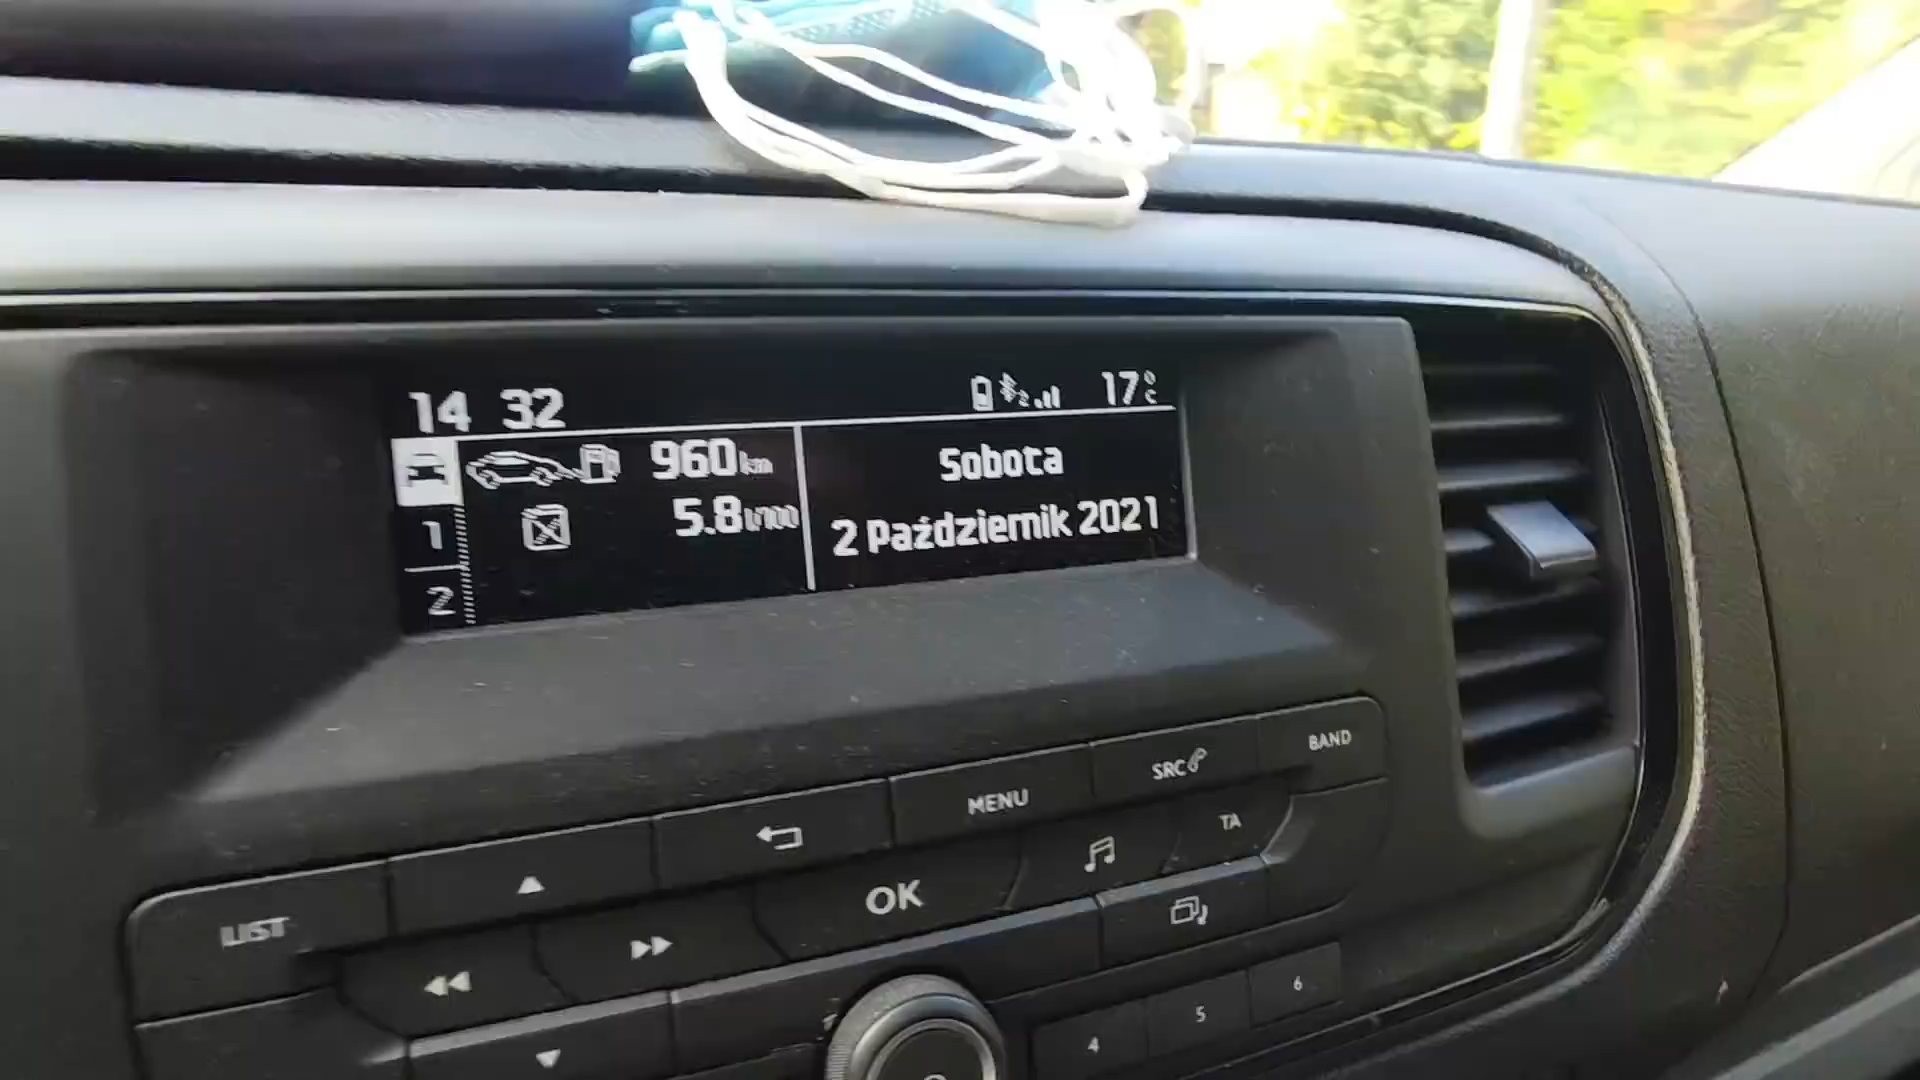 14 32
17°C
960 km
5.8 l/100
1
2
Sobota
2 Październik 2021
BAND
SRC
MENU
TA
OK
LIST
4 5 6